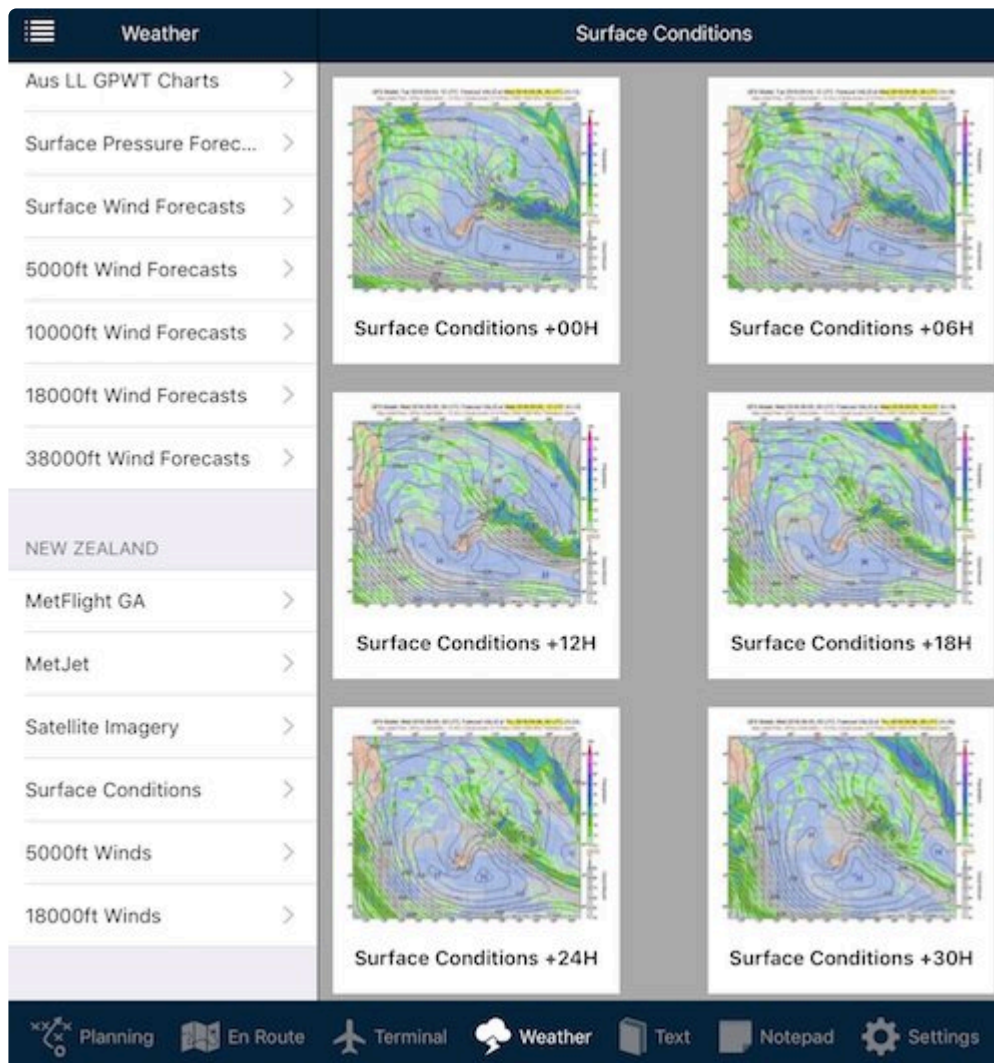 Weather
Surface Conditions
Aus LL GPWT Charts
Surface Pressure Forec...
Surface Wind Forecasts
5000ft Wind Forecasts
10000ft Wind Forecasts
18000ft Wind Forecasts
38000ft Wind Forecasts
NEW ZEALAND
MetFlight GA
MetJet
Satellite Imagery
Surface Conditions
5000ft Winds
18000ft Winds
Surface Conditions +00H
Surface Conditions +06H
Surface Conditions +12H
Surface Conditions +18H
Surface Conditions +24H
Surface Conditions +30H
Planning En Route Terminal Weather Text Notepad Settings